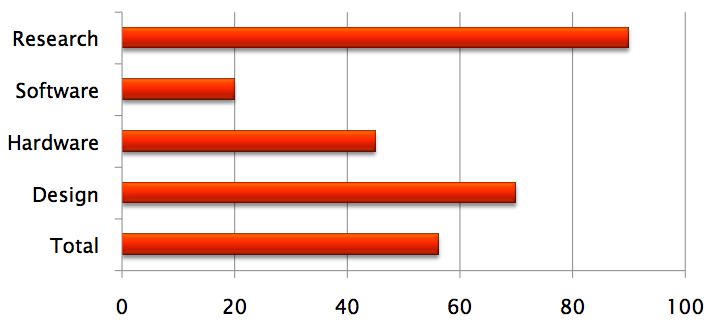 Research
Software
Hardware
Design
Total
0 20 40 60 80 100